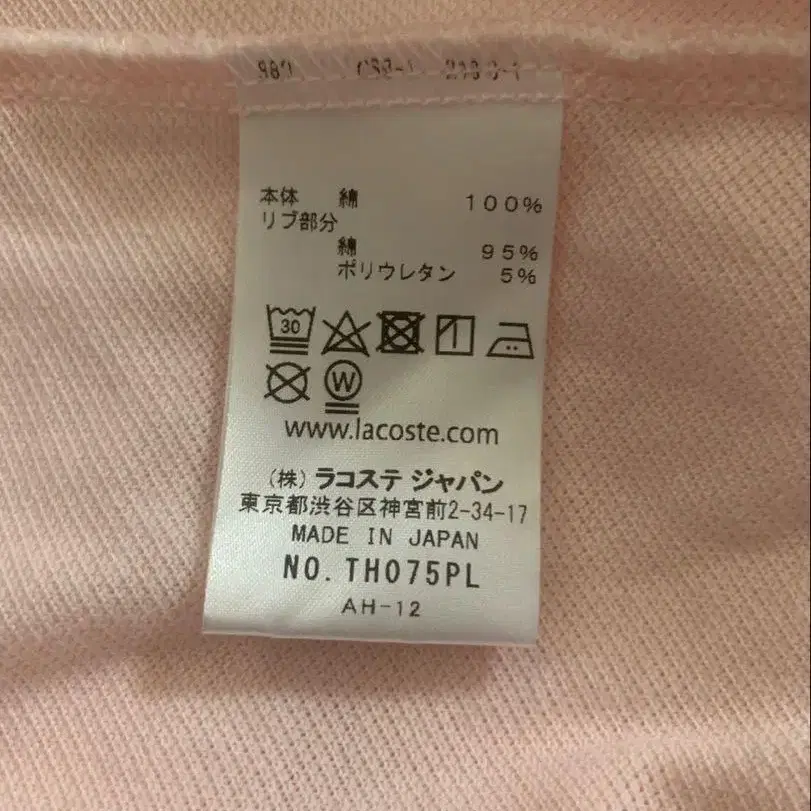 本体 綿 100%
リブ部分
綿 95%
ポリウレタン 5%
30
W
www.lacoste.com
(株) ラコステ ジャパン
東京都渋谷区神宮前2-34-17
MADE IN JAPAN
NO. TH075PL
AH-12